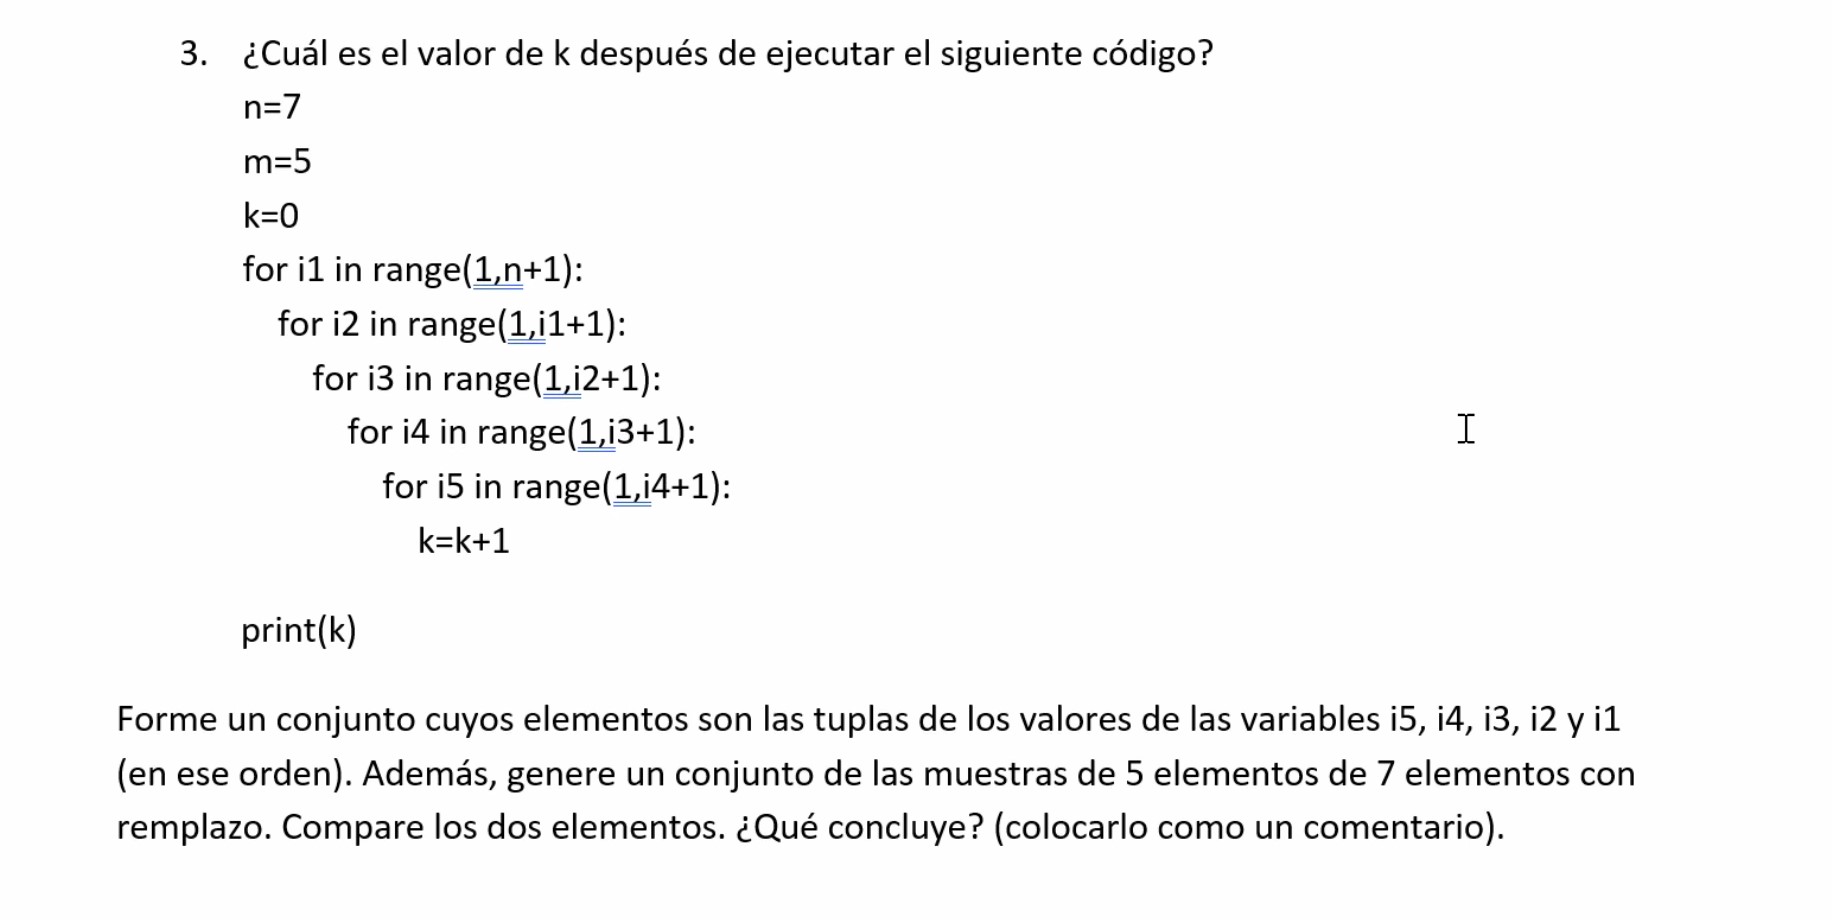 3. ¿Cuál es el valor de k después de ejecutar el siguiente código?
n=7
m=5
k=0
for i1 in range(1,n+1):
for i2 in range(1,i1+1):
for i3 in range(1,i2+1):
for i4 in range(1,i3+1):
for i5 in range(1,i4+1):
k=k+1
print(k)
Forme un conjunto cuyos elementos son las tuplas de los valores de las variables i5, i4, i3, i2 y i1
(en ese orden). Además, genere un conjunto de las muestras de 5 elementos de 7 elementos con
remplazo. Compare los dos elementos. ¿Qué concluye? (colocarlo como un comentario).